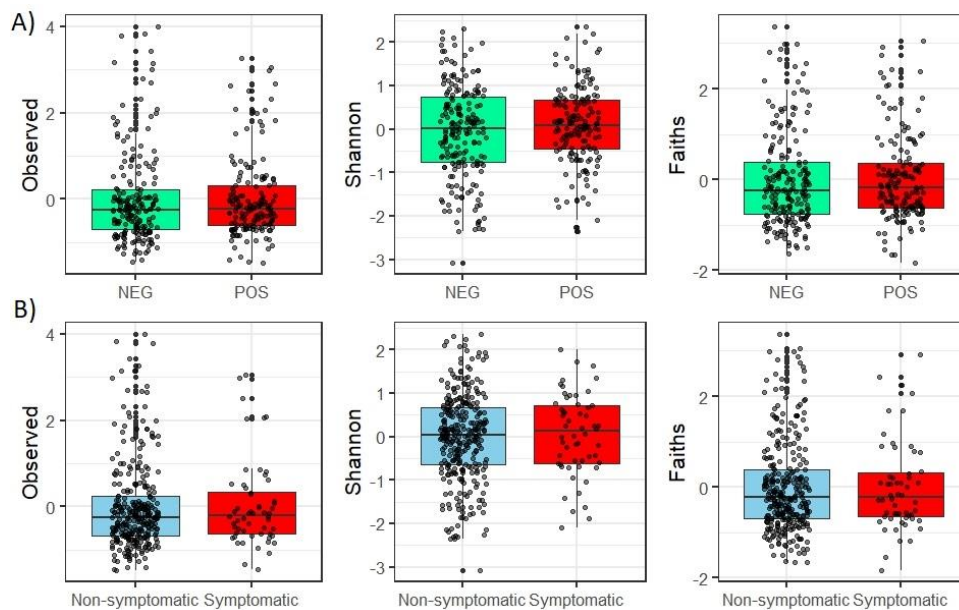 A)
Observed
4
2
0
NEG
POS
Shannon
2
1
0
-1
-2
-3
NEG
POS
Faiths
2
0
-2
NEG
POS
B)
Observed
4
2
0
Non-symptomatic
Symptomatic
Shannon
2
1
0
-1
-2
-3
Non-symptomatic
Symptomatic
Faiths
2
0
-2
Non-symptomatic
Symptomatic